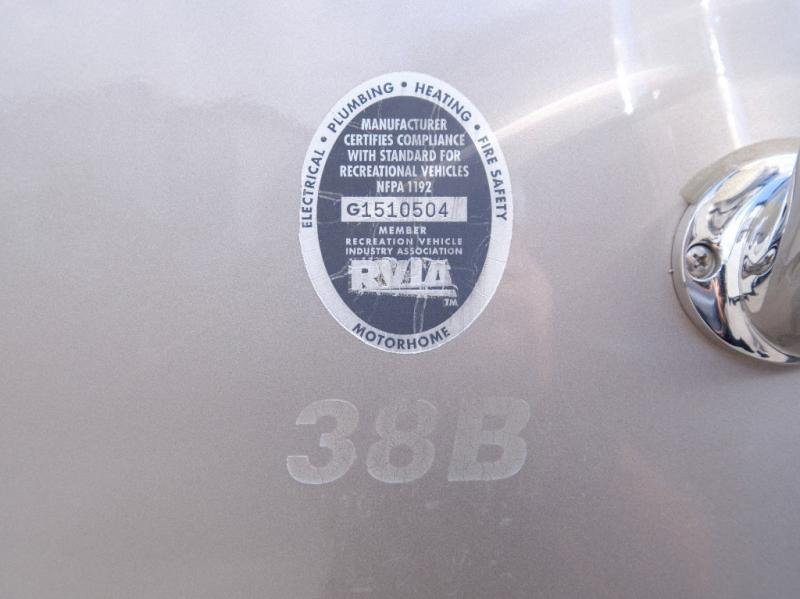 ELECTRICAL • PLUMBING • HEATING • FIRE SAFETY
MANUFACTURER
CERTIFIES COMPLIANCE
WITH STANDARD FOR
RECREATIONAL VEHICLES
NFPA 1192
G1510504
MEMBER
RECREATION VEHICLE
INDUSTRY ASSOCIATION
RVIA
TM
MOTORHOME
38B